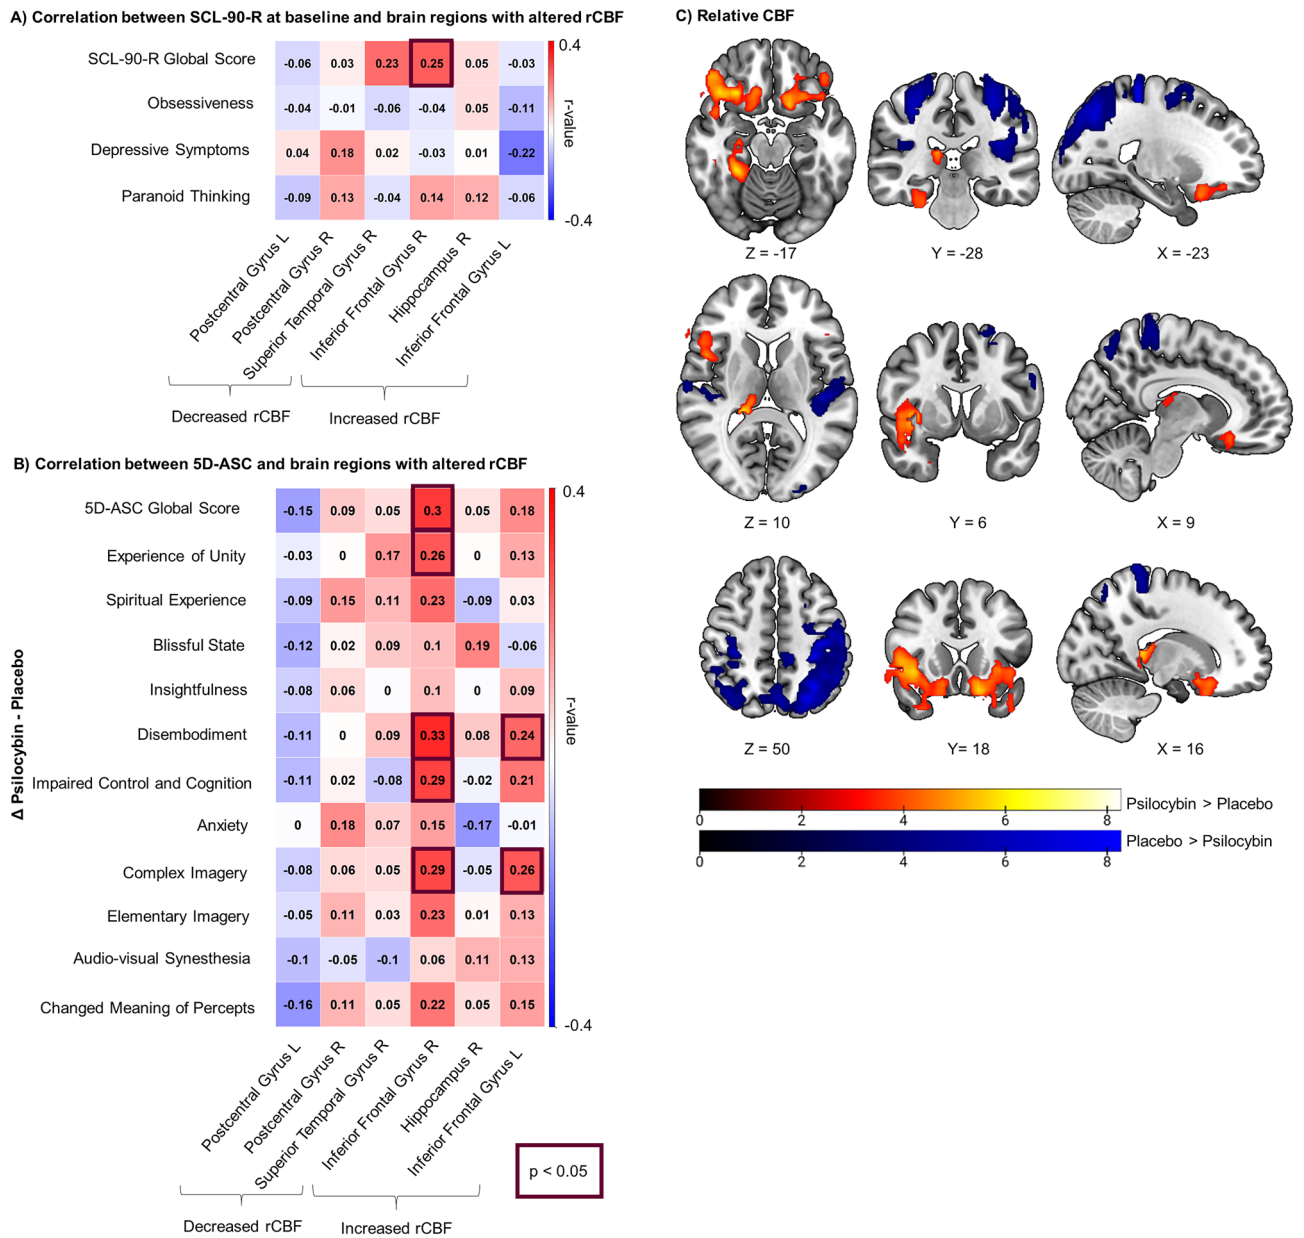 A) Correlation between SCL-90-R at baseline and brain regions with altered rCBF
SCL-90-R Global Score -0.06 0.03 0.23 0.25 0.05 -0.03
Obsessiveness -0.04 -0.01 -0.06 -0.04 0.05 -0.11
Depressive Symptoms 0.04 0.18 0.02 -0.03 0.01 -0.22
Paranoid Thinking -0.09 0.13 -0.04 0.14 0.12 -0.06
0.4
r-value
-0.4
Postcentral Gyrus L
Postcentral Gyrus R
Superior Temporal Gyrus R
Inferior Frontal Gyrus R
Hippocampus R
Inferior Frontal Gyrus L
Decreased rCBF
Increased rCBF
B) Correlation between 5D-ASC and brain regions with altered rCBF
Δ Psilocybin - Placebo
5D-ASC Global Score -0.15 0.09 0.05 0.3 0.05 0.18
Experience of Unity -0.03 0 0.17 0.26 0 0.13
Spiritual Experience -0.09 0.15 0.11 0.23 -0.09 0.03
Blissful State -0.12 0.02 0.09 0.1 0.19 -0.06
Insightfulness -0.08 0.06 0 0.1 0 0.09
Disembodiment -0.11 0 0.09 0.33 0.08 0.24
Impaired Control and Cognition -0.11 0.02 -0.08 0.29 -0.02 0.21
Anxiety 0 0.18 0.07 0.15 -0.17 -0.01
Complex Imagery -0.08 0.06 0.05 0.29 -0.05 0.26
Elementary Imagery -0.05 0.11 0.03 0.23 0.01 0.13
Audio-visual Synesthesia -0.1 -0.05 -0.1 0.06 0.11 0.13
Changed Meaning of Percepts -0.16 0.11 0.05 0.22 0.05 0.15
0.4
r-value
-0.4
Postcentral Gyrus L
Postcentral Gyrus R
Superior Temporal Gyrus R
Inferior Frontal Gyrus R
Hippocampus R
Inferior Frontal Gyrus L
Decreased rCBF
Increased rCBF
p < 0.05
C) Relative CBF
Z = -17 Y = -28 X = -23
Z = 10 Y = 6 X = 9
Z = 50 Y= 18 X = 16
Psilocybin > Placebo
0 2 4 6 8
Placebo > Psilocybin
0 2 4 6 8